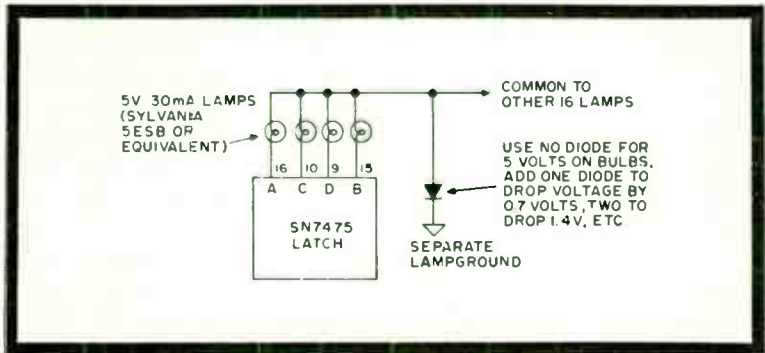 5V 30mA LAMPS
(SYLVANIA
5ESB OR
EQUIVALENT)
COMMON TO
OTHER 16 LAMPS
USE NO DIODE FOR
5 VOLTS ON BULBS.
ADD ONE DIODE TO
DROP VOLTAGE BY
0.7 VOLTS, TWO TO
DROP 1.4V, ETC
16 10 9 15
A C D B
SN7475
LATCH
SEPARATE
LAMPGROUND